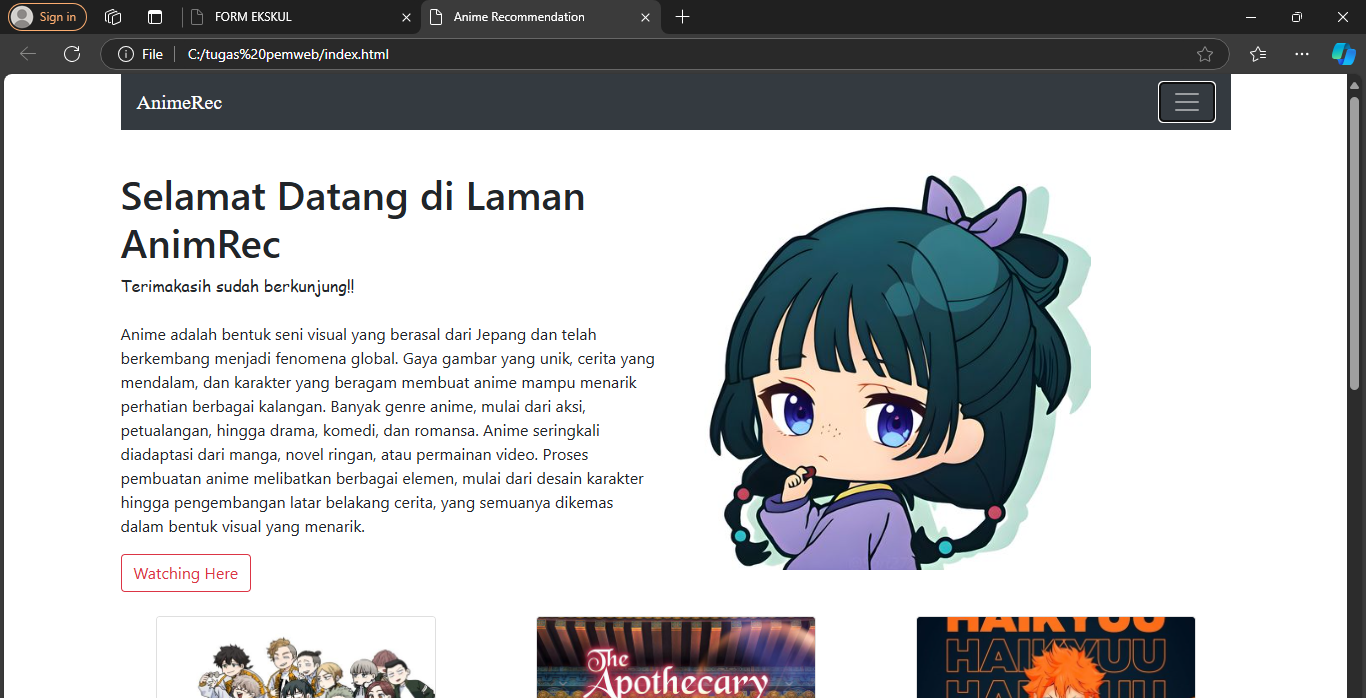 Sign in
FORM EKSKUL
Anime Recommendation
File
C:/tugas%20pemweb/index.html
AnimeRec
Selamat Datang di Laman
AnimRec
Terimakasih sudah berkunjung!!
Anime adalah bentuk seni visual yang berasal dari Jepang dan telah
berkembang menjadi fenomena global. Gaya gambar yang unik, cerita yang
mendalam, dan karakter yang beragam membuat anime mampu menarik
perhatian berbagai kalangan. Banyak genre anime, mulai dari aksi,
petualangan, hingga drama, komedi, dan romansa. Anime seringkali
diadaptasi dari manga, novel ringan, atau permainan video. Proses
pembuatan anime melibatkan berbagai elemen, mulai dari desain karakter
hingga pengembangan latar belakang cerita, yang semuanya dikemas
dalam bentuk visual yang menarik.
Watching Here
The
Apothecary
HAIKYUU
HAIKYUU